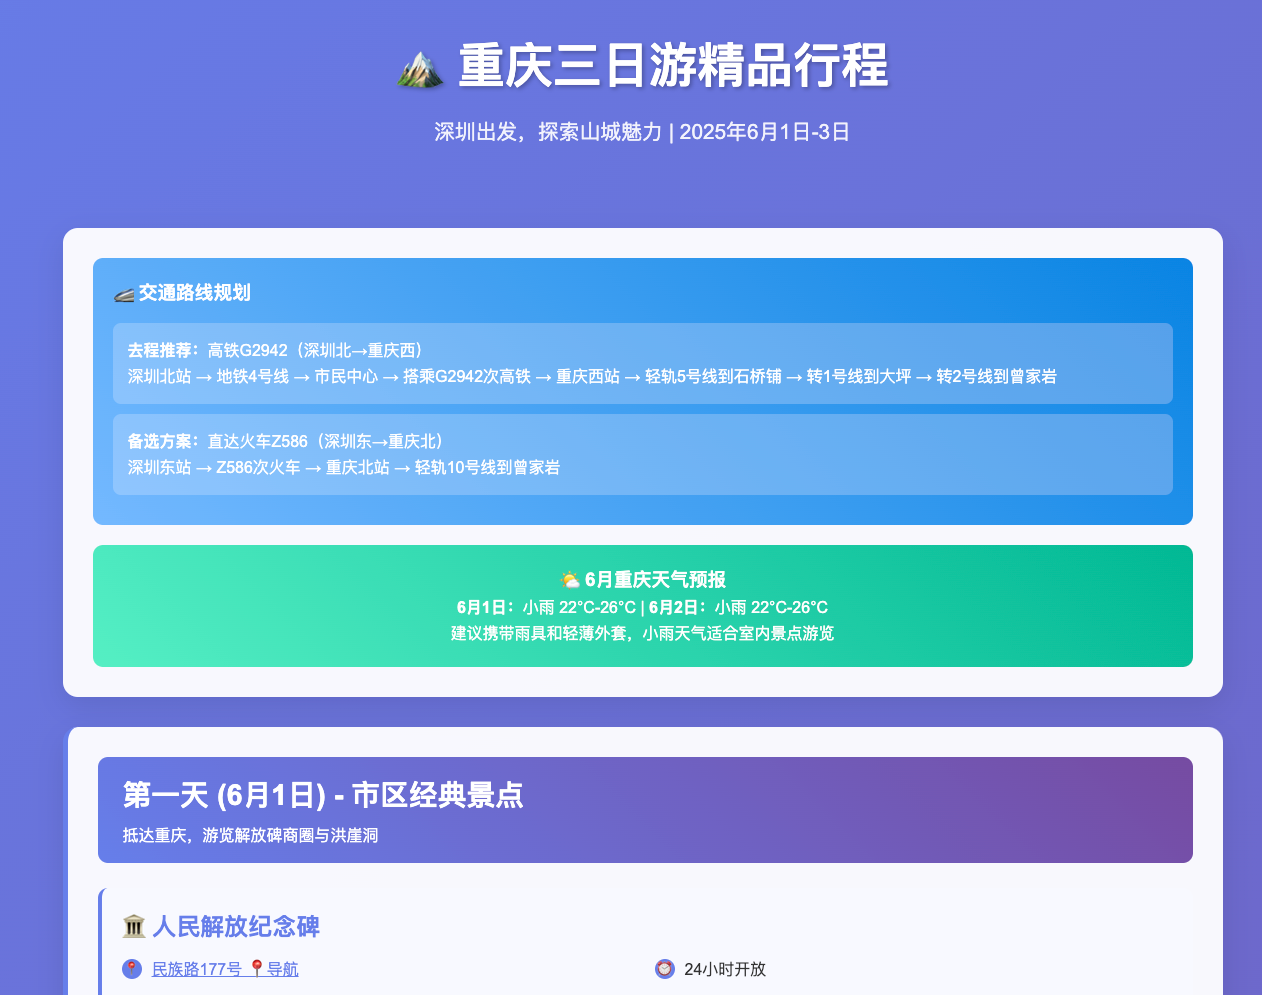 重庆三日游精品行程
深圳出发，探索山城魅力 | 2025年6月1日-3日
交通路线规划
去程推荐：高铁G2942（深圳北→重庆西）
深圳北站 → 地铁4号线 → 市民中心 → 搭乘G2942次高铁 → 重庆西站 → 轻轨5号线到石桥铺 → 转1号线到大坪 → 转2号线到曾家岩
备选方案：直达火车Z586（深圳东→重庆北）
深圳东站 → Z586次火车 → 重庆北站 → 轻轨10号线到曾家岩
6月重庆天气预报
6月1日：小雨 22°C-26°C | 6月2日：小雨 22°C-26°C
建议携带雨具和轻薄外套，小雨天气适合室内景点游览
第一天 (6月1日) - 市区经典景点
抵达重庆，游览解放碑商圈与洪崖洞
人民解放纪念碑
民族路177号 📍导航
24小时开放